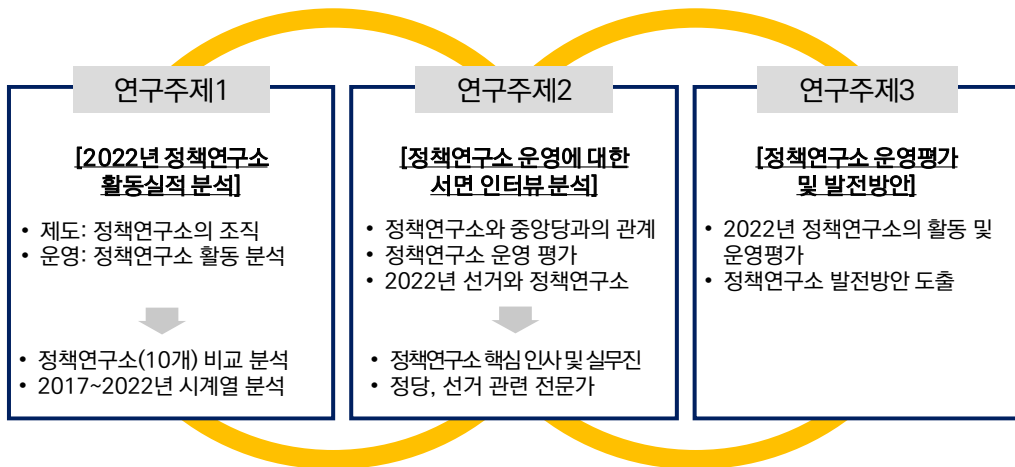 연구주제1
[2022년 정책연구소
활동실적 분석]
• 제도: 정책연구소의 조직
• 운영: 정책연구소 활동 분석
• 정책연구소(10개) 비교 분석
• 2017~2022년 시계열 분석
연구주제2
[정책연구소 운영에 대한
서면 인터뷰 분석]
• 정책연구소와 중앙당과의 관계
• 정책연구소 운영 평가
• 2022년 선거와 정책연구소
• 정책연구소 핵심 인사 및 실무진
• 정당, 선거 관련 전문가
연구주제3
[정책연구소 운영평가
및 발전방안]
• 2022년 정책연구소의 활동 및
운영평가
• 정책연구소 발전방안 도출